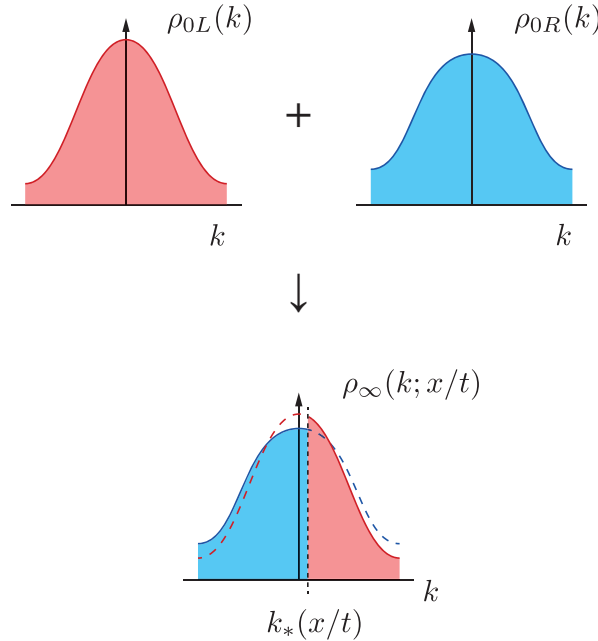 ρ₀L(k)
ρ₀R(k)
+
k
k
↓
ρ∞(k; x/t)
k
k∗(x/t)